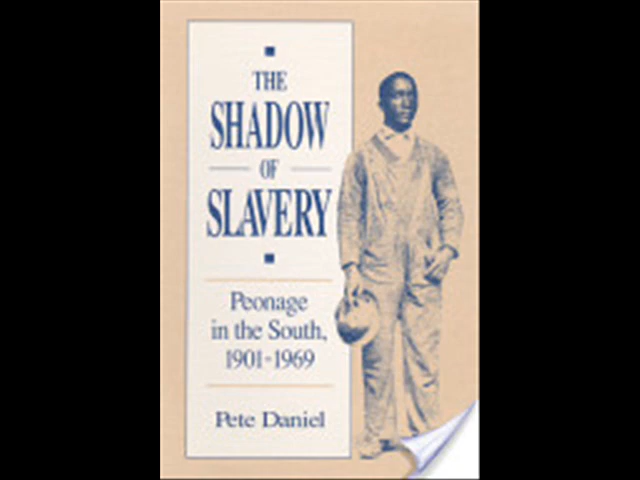 THE
SHADOW
OF
SLAVERY
Peonage
in the South,
1901-1969
Pete Daniel